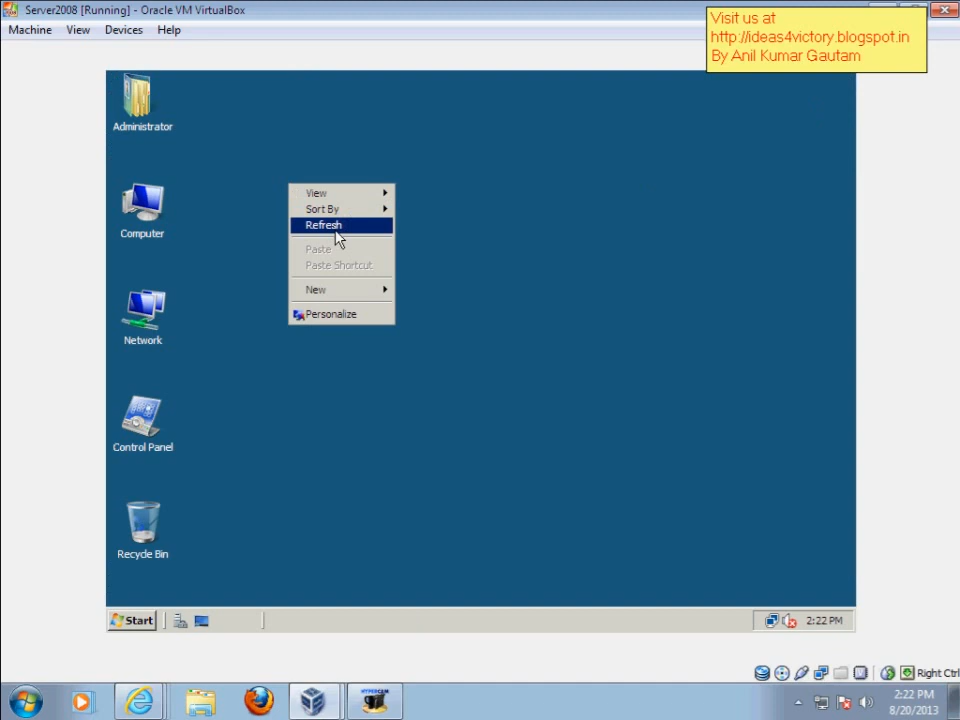 Server2008 [Running] - Oracle VM VirtualBox
Machine View Devices Help
Visit us at
http://ideas4victory.blogspot.in
By Anil Kumar Gautam
Administrator
Computer
Network
Control Panel
Recycle Bin
View
Sort By
Refresh
Paste
Paste Shortcut
New
Personalize
Start
2:22 PM
Right Ctrl
HYPERCAM
2:22 PM
8/20/2013